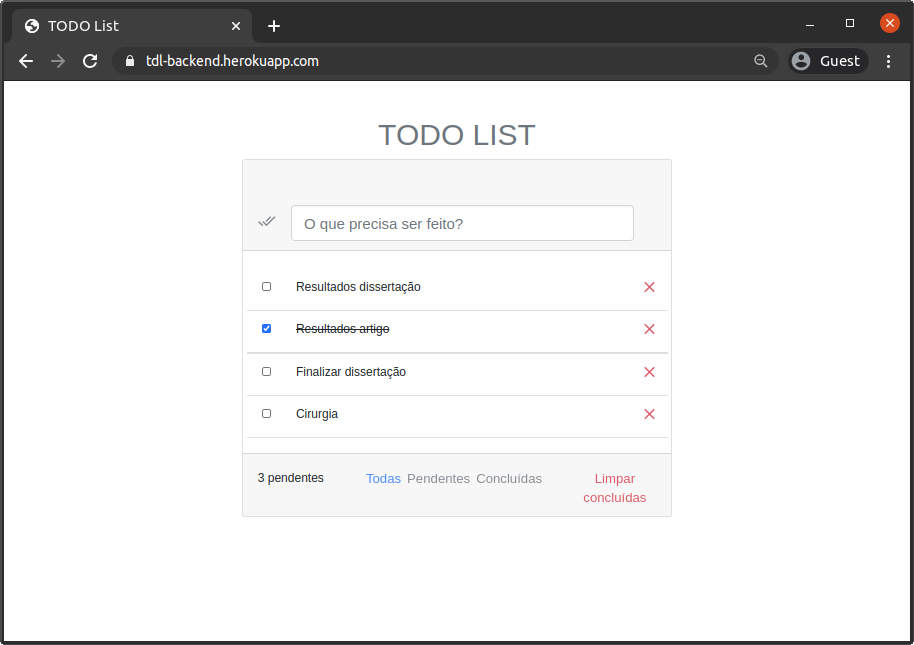 TODO List
tdl-backend.herokuapp.com
Guest
TODO LIST
O que precisa ser feito?
Resultados dissertação
Resultados artigo
Finalizar dissertação
Cirurgia
3 pendentes Todas Pendentes Concluídas Limpar
concluídas